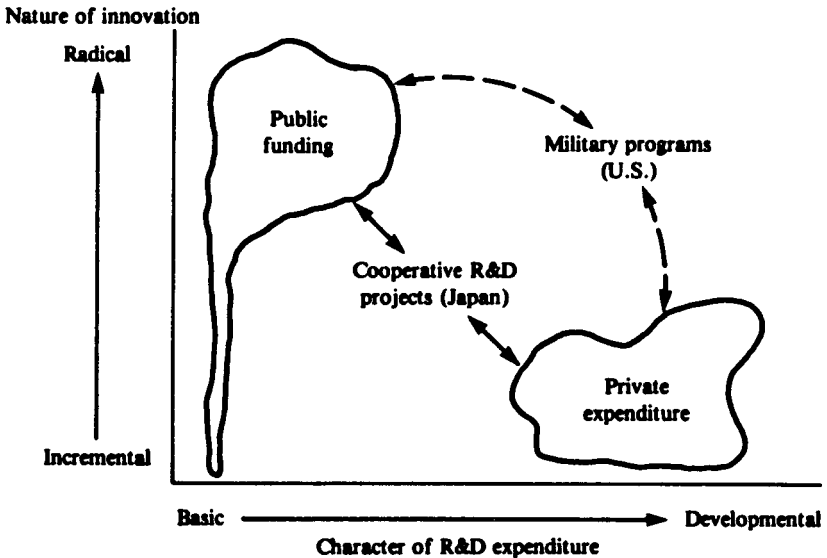 Nature of innovation
Radical
Public
funding
Military programs
(U.S.)
Cooperative R&D
projects (Japan)
Private
expenditure
Incremental
Basic
Developmental
Character of R&D expenditure